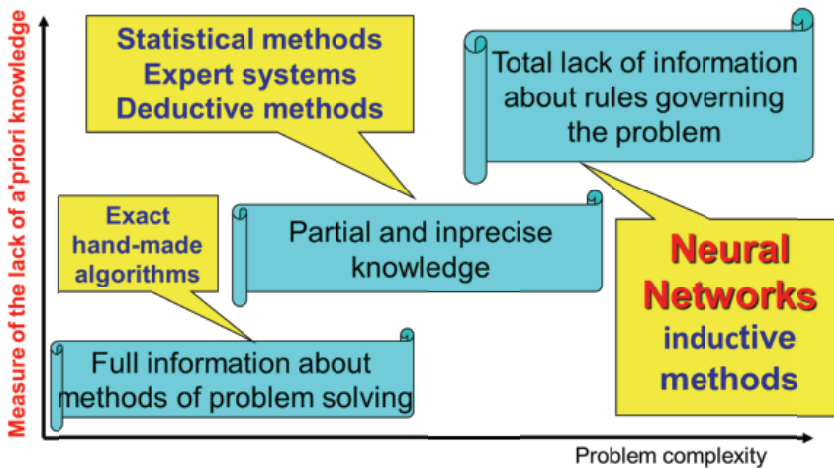 Measure of the lack of a'priori knowledge
Statistical methods
Expert systems
Deductive methods
Total lack of information
about rules governing
the problem
Exact
hand-made
algorithms
Partial and inprecise
knowledge
Neural
Networks
inductive
methods
Full information about
methods of problem solving
Problem complexity